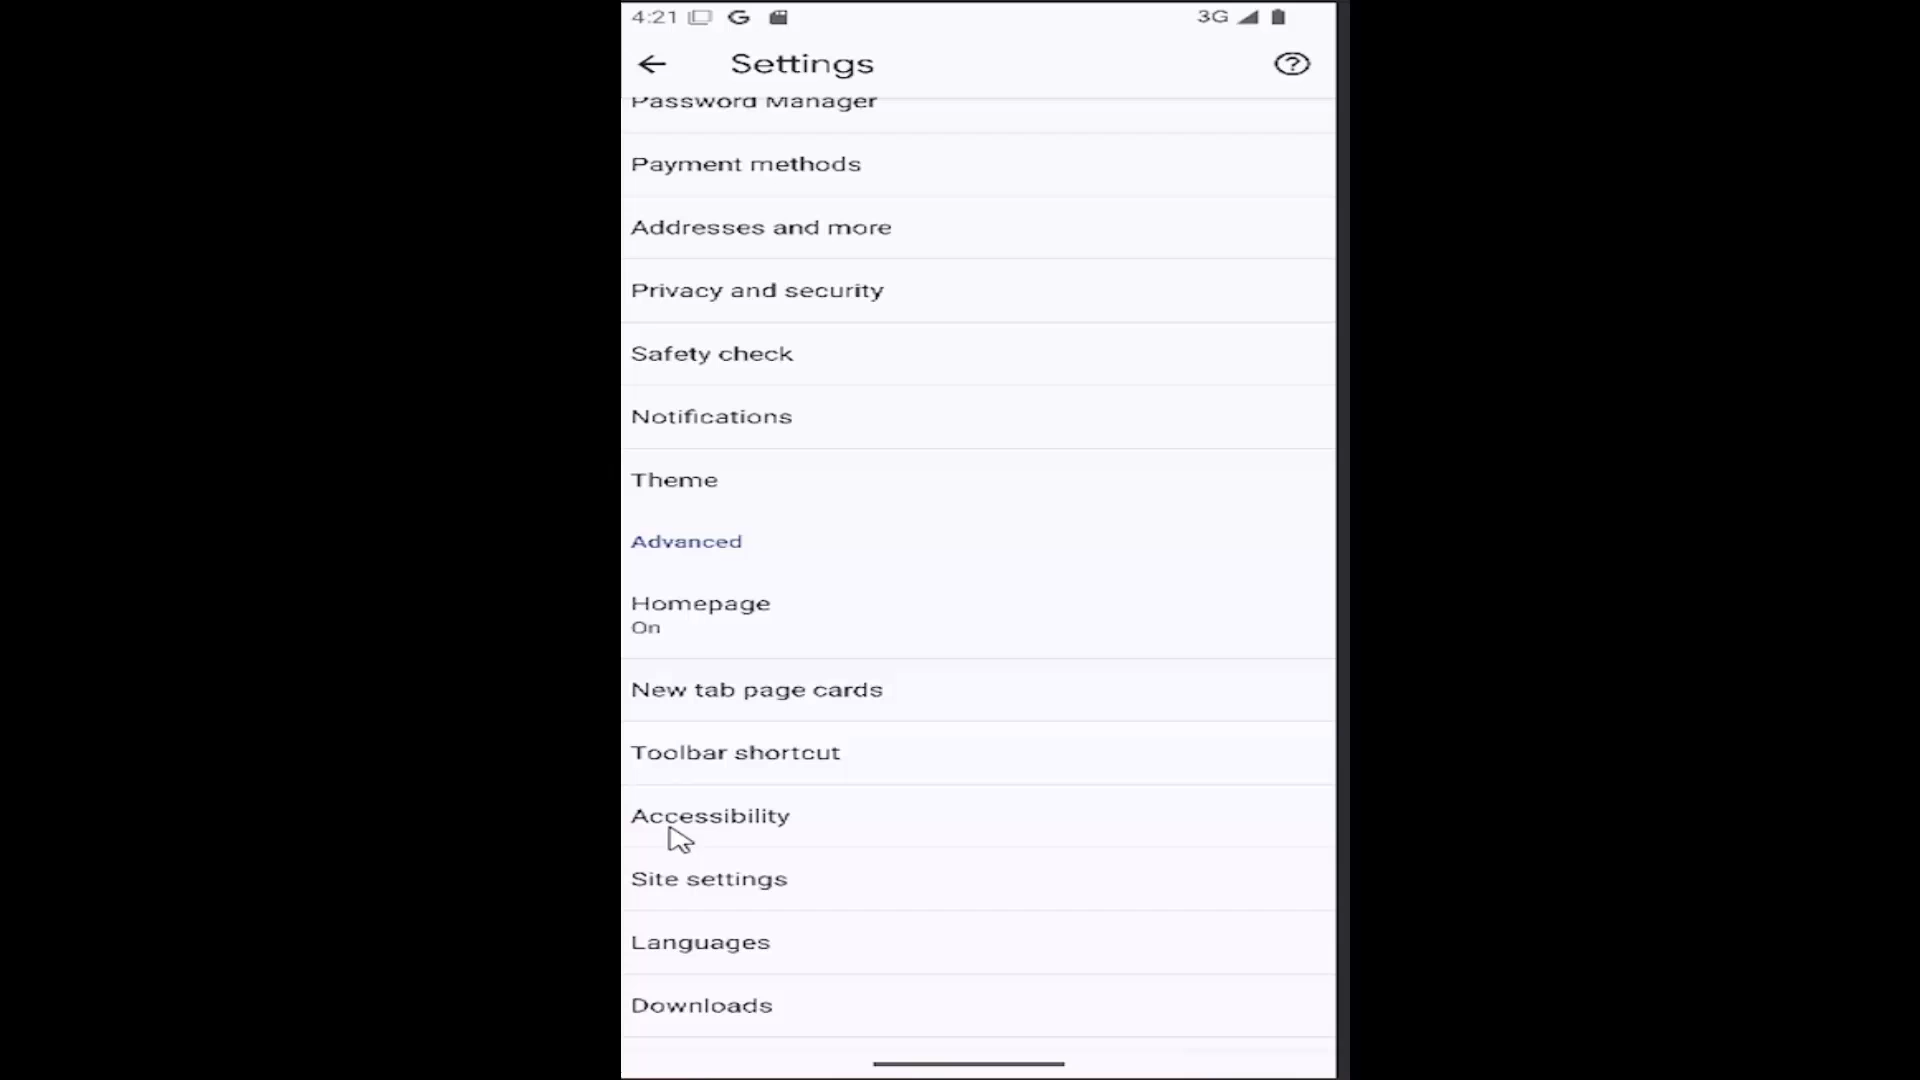 4:21
3G
Settings
Password Manager
Payment methods
Addresses and more
Privacy and security
Safety check
Notifications
Theme
Advanced
Homepage
On
New tab page cards
Toolbar shortcut
Accessibility
Site settings
Languages
Downloads